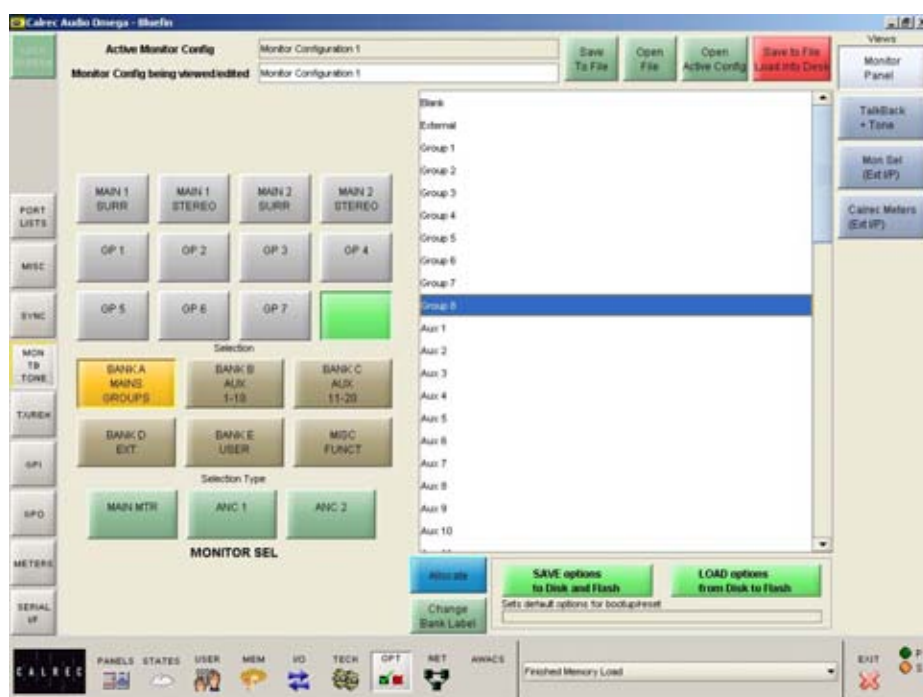 Calrec Audio Omega - Bluefin
Active Monitor Config
Monitor Configuration 1
Monitor Config being viewed/edited
Monitor Configuration 1
Save
To File
Open
File
Open
Active Config
Save to File
Load into Desk
Views
Monitor
Panel
TalkBack
+ Tone
Mon Sel
(Ext I/P)
Calrec Meters
(Ext I/P)
PORT
LISTS
MISC
SYNC
MON
TB
TONE
TX/REH
GPI
GPO
METERS
SERIAL
I/F
MAIN 1
SURR
MAIN 1
STEREO
MAIN 2
SURR
MAIN 2
STEREO
GP 1
GP 2
GP 3
GP 4
GP 5
GP 6
GP 7
Selection
BANK A
MAINS
GROUPS
BANK B
AUX
1-10
BANK C
AUX
11-20
BANK D
EXT
BANK E
USER
MISC
FUNCT
Selection Type
MAIN MTR
ANC 1
ANC 2
MONITOR SEL
Blank
External
Group 1
Group 2
Group 3
Group 4
Group 5
Group 6
Group 7
Group 8
Aux 1
Aux 2
Aux 3
Aux 4
Aux 5
Aux 6
Aux 7
Aux 8
Aux 9
Aux 10
Allocate
Change
Bank Label
SAVE options
to Disk and Flash
LOAD options
from Disk to Flash
Sets default options for bootup/reset
CALREC
PANELS
STATES
USER
MEM
I/O
TECH
OPT
NET
AWACS
Finished Memory Load
EXIT
P
S